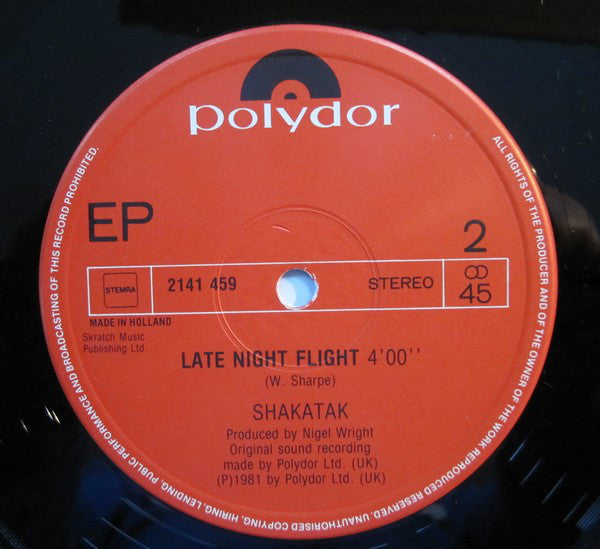 polydor
EP
2
STEMRA
2141 459
STEREO
45
MADE IN HOLLAND
Skratch Music
Publishing Ltd.
LATE NIGHT FLIGHT 4'00''
(W. Sharpe)
SHAKATAK
Produced by Nigel Wright
Original sound recording
made by Polydor Ltd. (UK)
(P)1981 by Polydor Ltd. (UK)
ALL RIGHTS OF THE PRODUCER AND OF THE OWNER OF THE WORK REPRODUCED RESERVED. UNAUTHORISED COPYING, HIRING, LENDING, PUBLIC PERFORMANCE AND BROADCASTING OF THIS RECORD PROHIBITED.